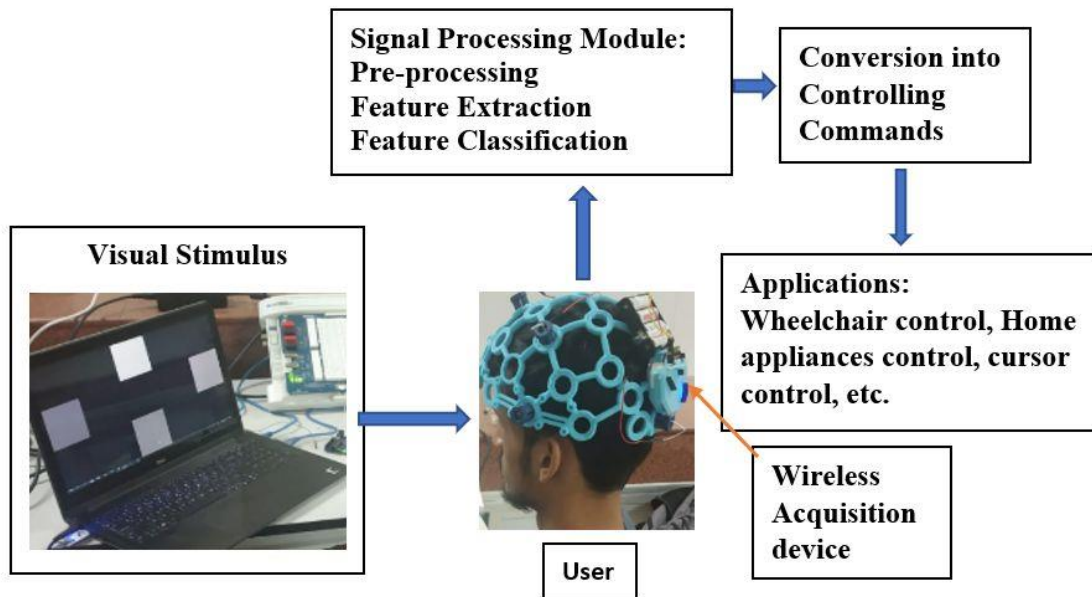 Signal Processing Module:
Pre-processing
Feature Extraction
Feature Classification
Conversion into
Controlling
Commands
Visual Stimulus
Applications:
Wheelchair control, Home
appliances control, cursor
control, etc.
Wireless
Acquisition
device
User